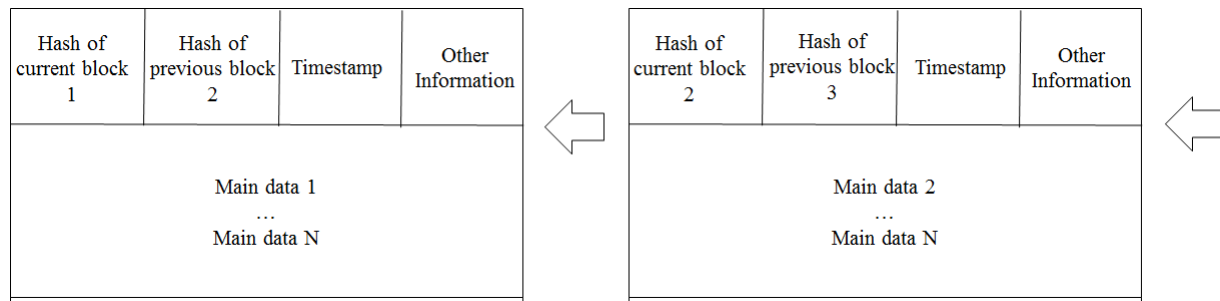 Hash of
current block
1
Hash of
previous block
2
Timestamp
Other
Information
Main data 1
...
Main data N
Hash of
current block
2
Hash of
previous block
3
Timestamp
Other
Information
Main data 2
...
Main data N